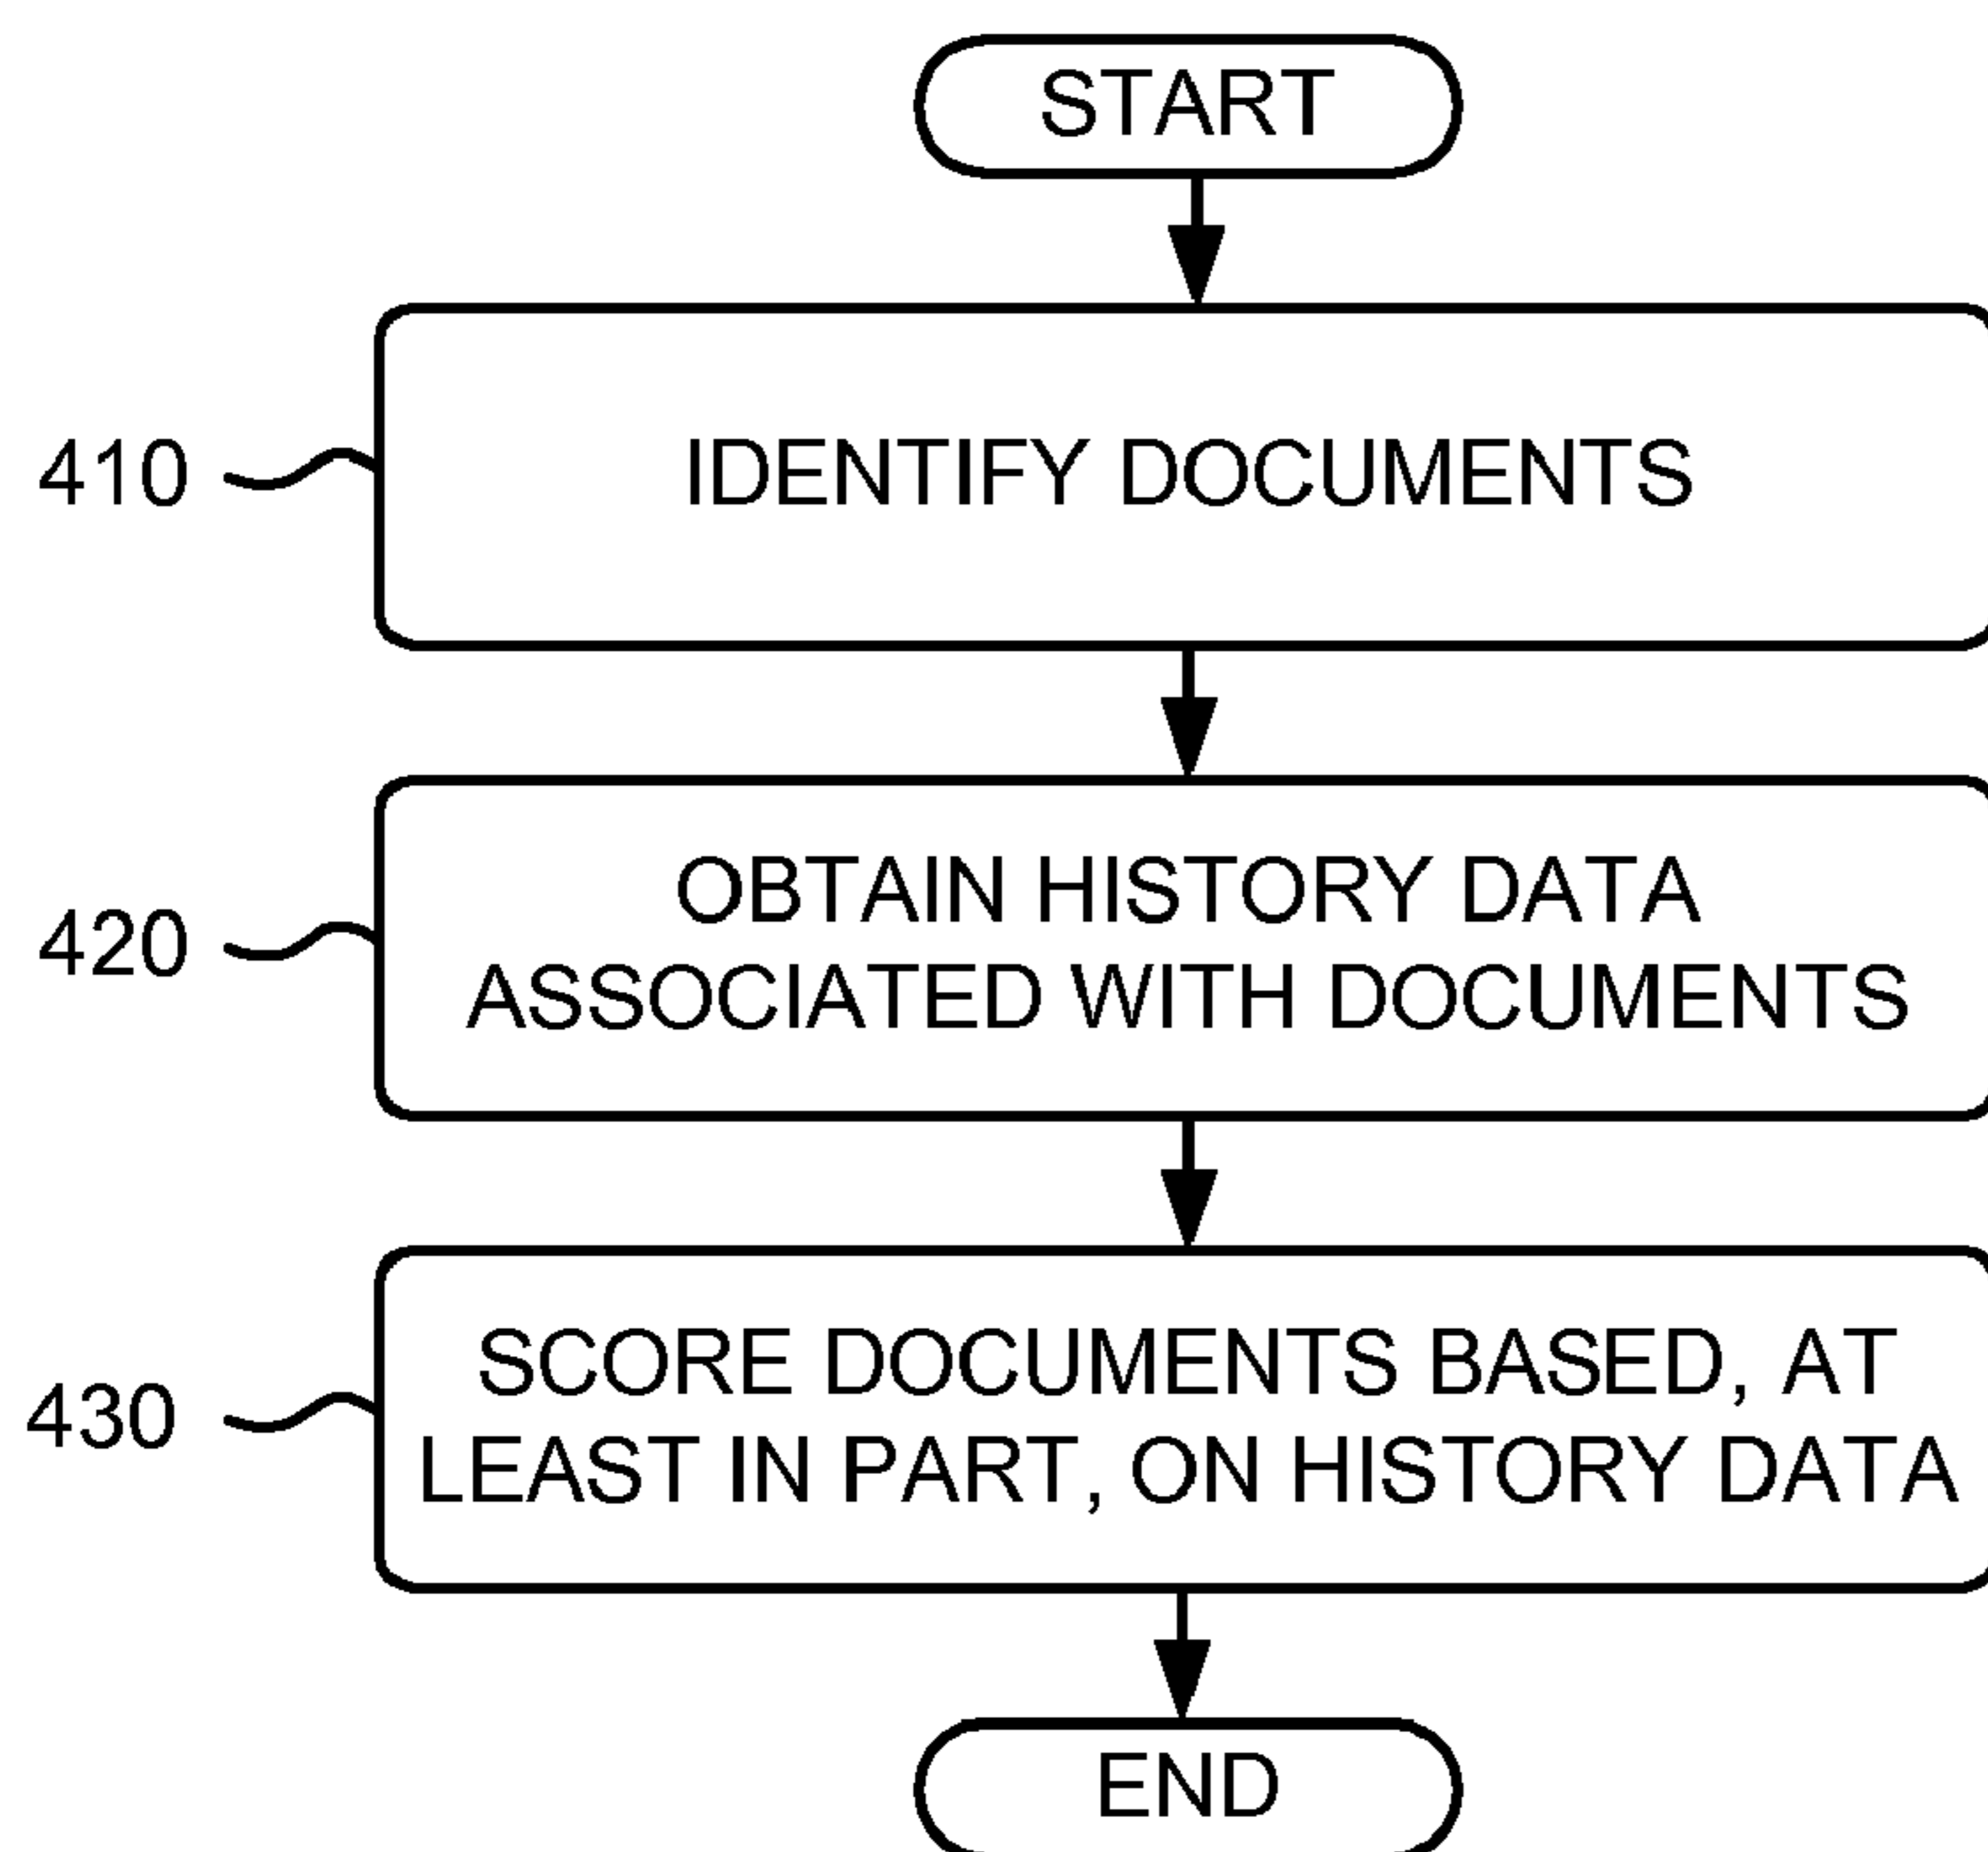 START
410
IDENTIFY DOCUMENTS
420
OBTAIN HISTORY DATA
ASSOCIATED WITH DOCUMENTS
430
SCORE DOCUMENTS BASED, AT
LEAST IN PART, ON HISTORY DATA
END